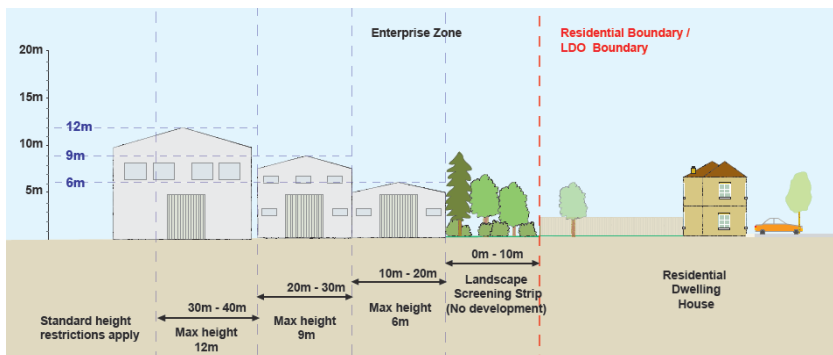 Enterprise Zone
Residential Boundary /
LDO Boundary
20m
15m
12m
10m
9m
6m
5m
0m - 10m
Landscape
Screening Strip
(No development)
Residential
Dwelling
House
10m - 20m
Max height
6m
20m - 30m
Max height
9m
30m - 40m
Max height
12m
Standard height
restrictions apply